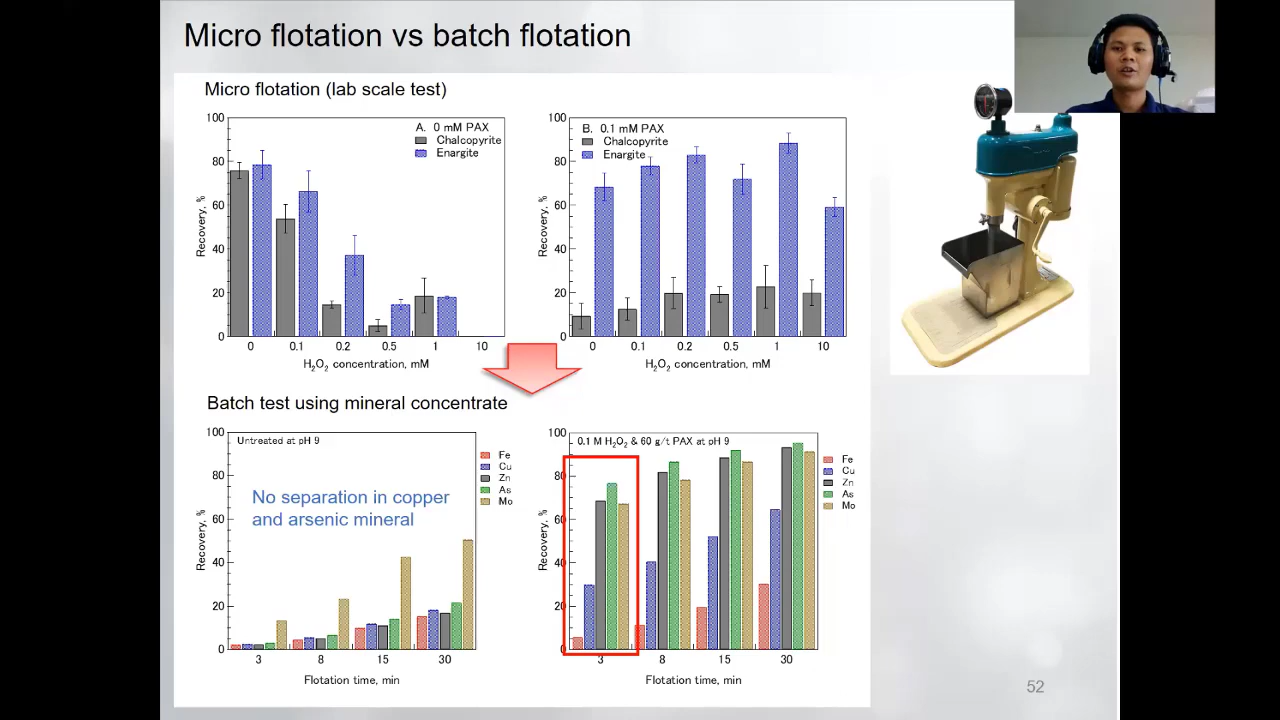 Micro flotation vs batch flotation
Micro flotation (lab scale test)
100
80
60
40
20
0
Recovery, %
A. 0 mM PAX
Chalcopyrite
Enargite
0 0.1 0.2 0.5 1 10
H₂O₂ concentration, mM
100
80
60
40
20
0
Recovery, %
B. 0.1 mM PAX
Chalcopyrite
Enargite
0 0.1 0.2 0.5 1 10
H₂O₂ concentration, mM
Batch test using mineral concentrate
100
80
60
40
20
0
Recovery, %
Untreated at pH 9
No separation in copper
and arsenic mineral
Fe
Cu
Zn
As
Mo
3 8 15 30
Flotation time, min
100
80
60
40
20
0
Recovery, %
0.1 M H₂O₂ & 60 g/t PAX at pH 9
Fe
Cu
Zn
As
Mo
3 8 15 30
Flotation time, min
52